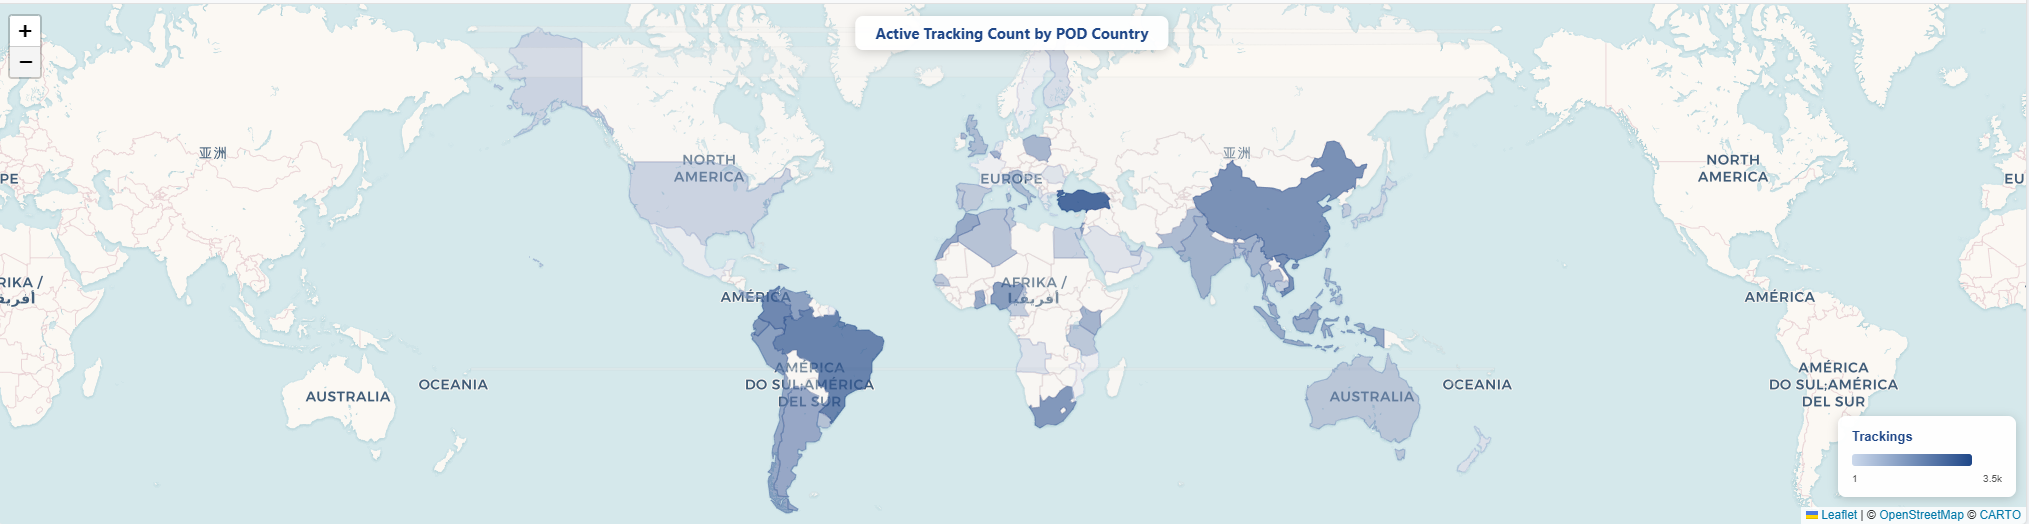 +
−
Active Tracking Count by POD Country
亚洲
NORTH
AMERICA
亚洲
NORTH
AMERICA
PE
EUROPE
EU
RIKA /
أفريقيا
AFRIKA /
أفريقيا
AMÉRICA
AMÉRICA
AMÉRICA
DO SUL;AMÉRICA
DEL SUR
AMÉRICA
DO SUL;AMÉRICA
DEL SUR
OCEANIA
OCEANIA
AUSTRALIA
AUSTRALIA
Trackings
1
3.5k
Leaflet | © OpenStreetMap © CARTO